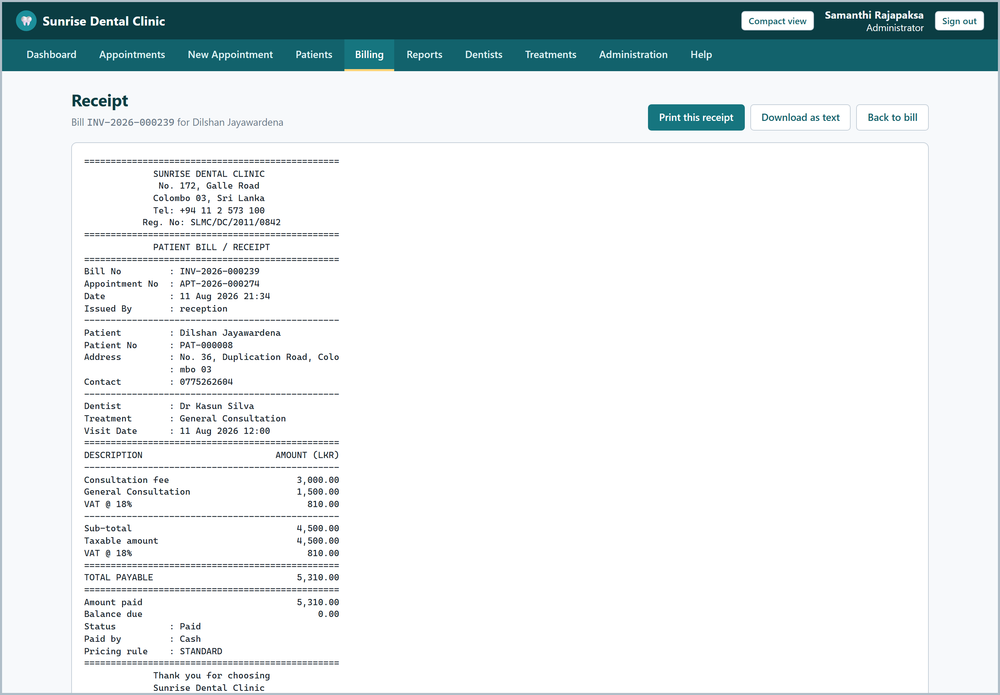 Sunrise Dental Clinic
Compact view
Samanthi Rajapaksa
Administrator
Sign out
Dashboard
Appointments
New Appointment
Patients
Billing
Reports
Dentists
Treatments
Administration
Help
Receipt
Bill INV-2026-000239 for Dilshan Jayawardena
Print this receipt
Download as text
Back to bill
================================================
SUNRISE DENTAL CLINIC
No. 172, Galle Road
Colombo 03, Sri Lanka
Tel: +94 11 2 573 100
Reg. No: SLMC/DC/2011/0842
================================================
PATIENT BILL / RECEIPT
================================================
Bill No : INV-2026-000239
Appointment No : APT-2026-000274
Date : 11 Aug 2026 21:34
Issued By : reception
------------------------------------------------
Patient : Dilshan Jayawardena
Patient No : PAT-000008
Address : No. 36, Duplication Road, Colo
: mbo 03
Contact : 0775262604
------------------------------------------------
Dentist : Dr Kasun Silva
Treatment : General Consultation
Visit Date : 11 Aug 2026 12:00
================================================
DESCRIPTION AMOUNT (LKR)
------------------------------------------------
Consultation fee 3,000.00
General Consultation 1,500.00
VAT @ 18% 810.00
------------------------------------------------
Sub-total 4,500.00
Taxable amount 4,500.00
VAT @ 18% 810.00
================================================
TOTAL PAYABLE 5,310.00
================================================
Amount paid 5,310.00
Balance due 0.00
Status : Paid
Paid by : Cash
Pricing rule : STANDARD
================================================
Thank you for choosing
Sunrise Dental Clinic